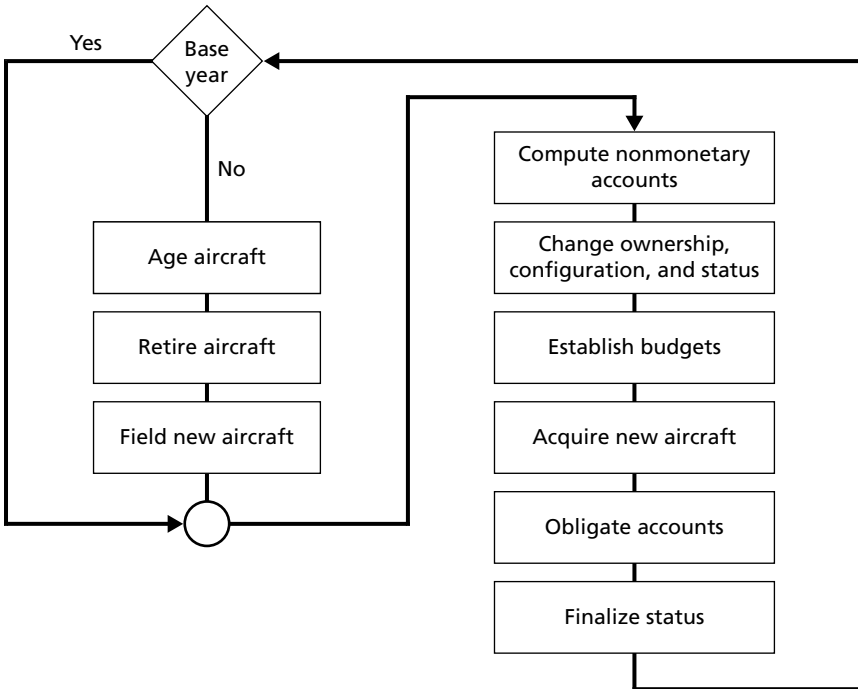 Yes
Base
year
No
Age aircraft
Retire aircraft
Field new aircraft
Compute nonmonetary
accounts
Change ownership,
configuration, and status
Establish budgets
Acquire new aircraft
Obligate accounts
Finalize status